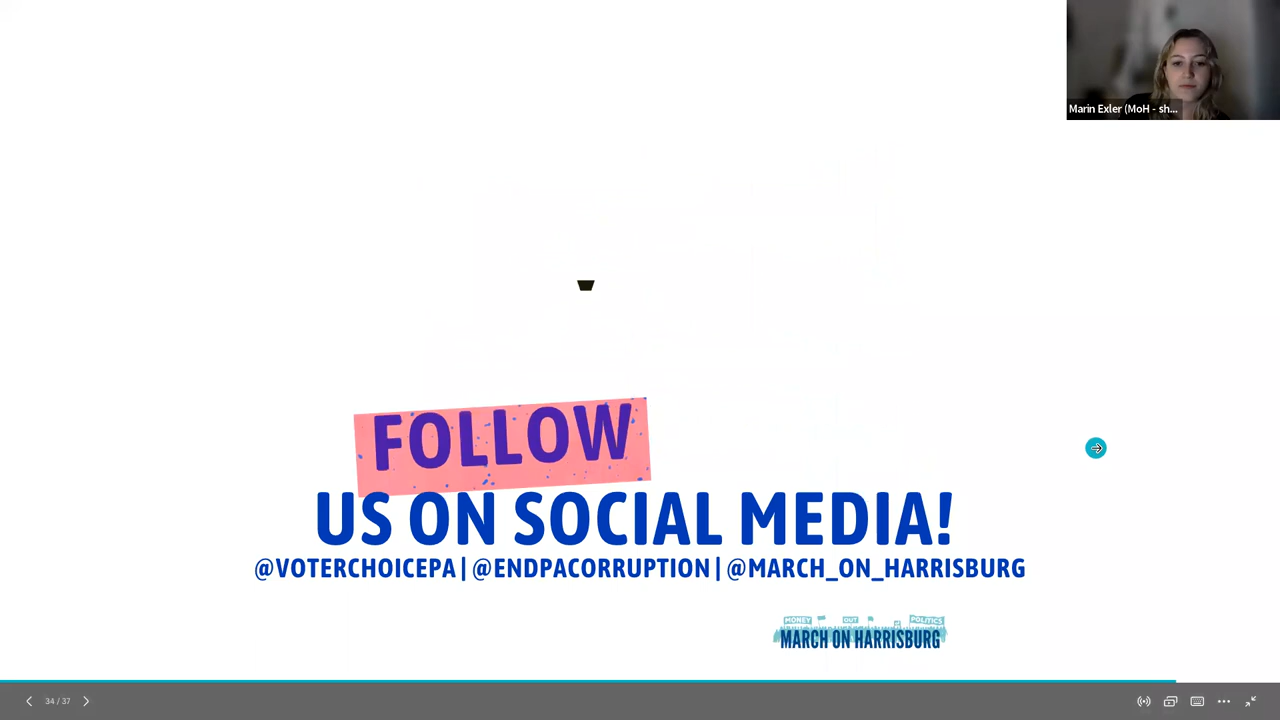 Marin Exler (MoH - sh...
FOLLOW
US ON SOCIAL MEDIA!
@VOTERCHOICEPA | @ENDPACORRUPTION | @MARCH_ON_HARRISBURG
MONEY OUT POLITICS
MARCH ON HARRISBURG
34 / 37